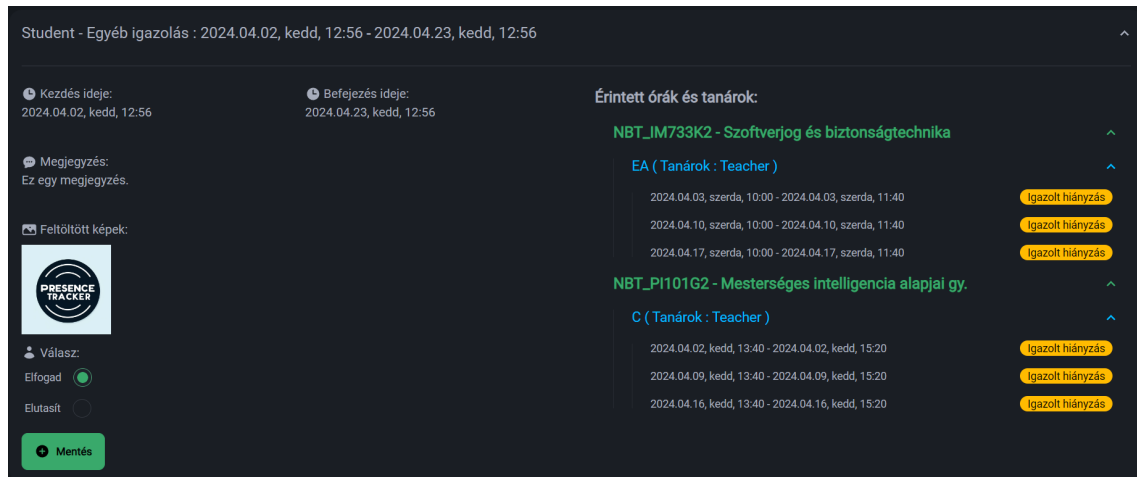 Student - Egyéb igazolás : 2024.04.02, kedd, 12:56 - 2024.04.23, kedd, 12:56
Kezdés ideje:
2024.04.02, kedd, 12:56
Befejezés ideje:
2024.04.23, kedd, 12:56
Megjegyzés:
Ez egy megjegyzés.
Feltöltött képek:
PRESENCE
TRACKER
Válasz:
Elfogad
Elutasít
Mentés
Érintett órák és tanárok:
NBT_IM733K2 - Szoftverjog és biztonságtechnika
EA ( Tanárok : Teacher )
2024.04.03, szerda, 10:00 - 2024.04.03, szerda, 11:40 Igazolt hiányzás
2024.04.10, szerda, 10:00 - 2024.04.10, szerda, 11:40 Igazolt hiányzás
2024.04.17, szerda, 10:00 - 2024.04.17, szerda, 11:40 Igazolt hiányzás
NBT_PI101G2 - Mesterséges intelligencia alapjai gy.
C ( Tanárok : Teacher )
2024.04.02, kedd, 13:40 - 2024.04.02, kedd, 15:20 Igazolt hiányzás
2024.04.09, kedd, 13:40 - 2024.04.09, kedd, 15:20 Igazolt hiányzás
2024.04.16, kedd, 13:40 - 2024.04.16, kedd, 15:20 Igazolt hiányzás